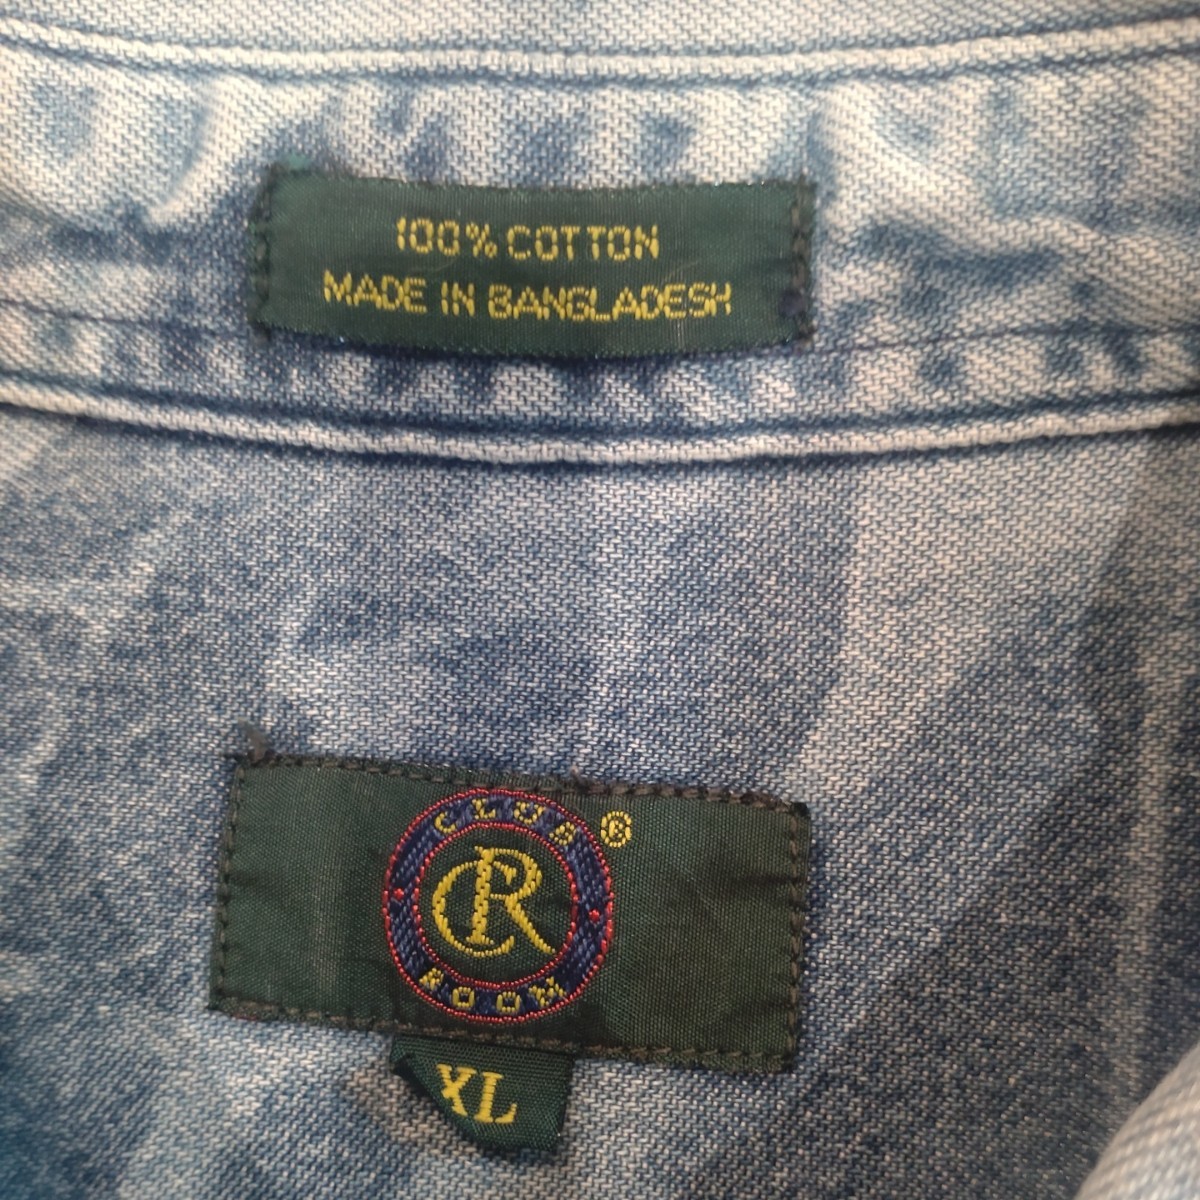 100% COTTON
MADE IN BANGLADESH
CLUB ®
CR
ROOM
XL